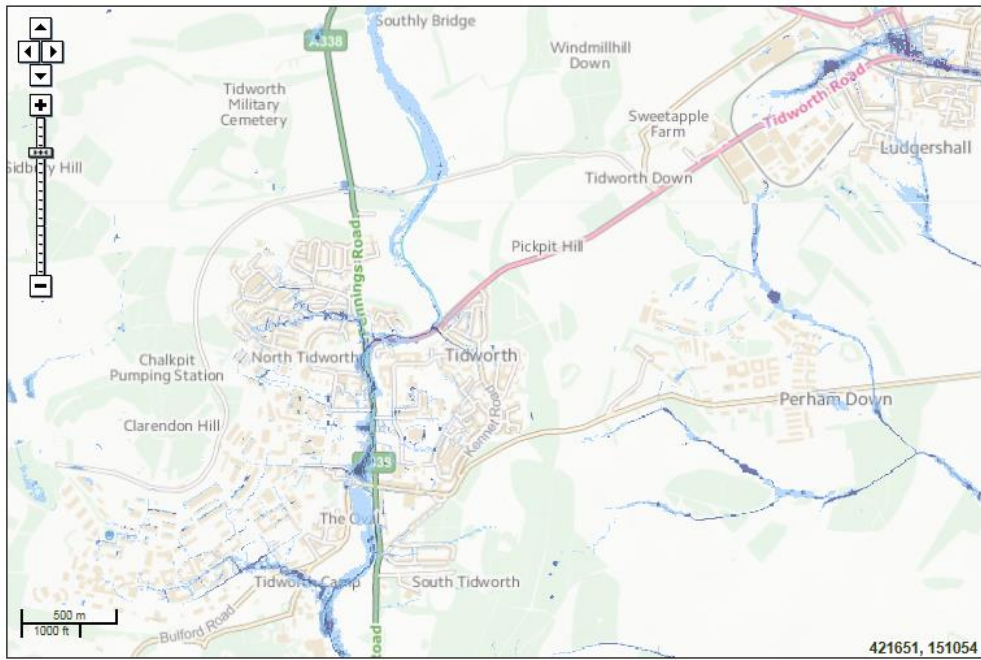 Southly Bridge
A338
Windmillhill
Down
Tidworth
Military
Cemetery
Sweetapple
Farm
Tidworth Road
Ludgershall
Sidbury Hill
Tidworth Down
Pickpit Hill
nnings Road
North Tidworth
Tidworth
Chalkpit
Pumping Station
Kennel Road
Perham Down
Clarendon Hill
The Oval
Tidworth Camp
South Tidworth
Bulford Road
Road
500 m
1000 ft
421651, 151054